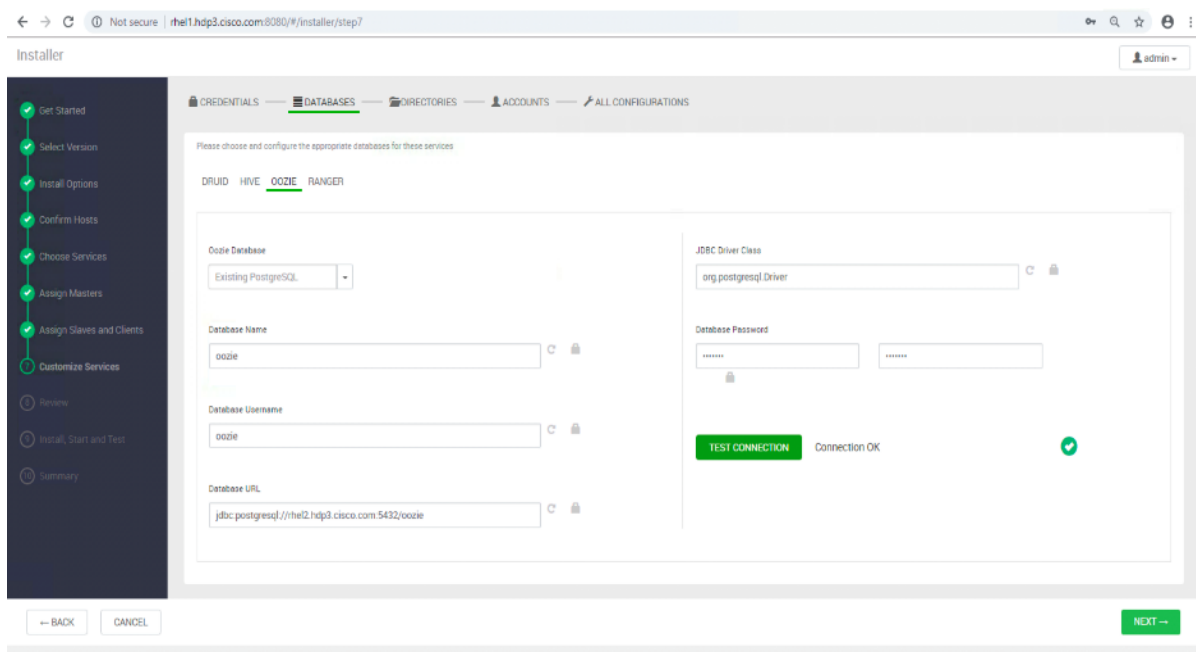 Not secure | rhel1.hdp3.cisco.com:8080/#/installer/step7
Installer
admin
Get Started
Select Version
Install Options
Confirm Hosts
Choose Services
Assign Masters
Assign Slaves and Clients
7 Customize Services
8 Review
9 Install, Start and Test
10 Summary
CREDENTIALS DATABASES DIRECTORIES ACCOUNTS ALL CONFIGURATIONS
Please choose and configure the appropriate databases for these services
DRUID HIVE OOZIE RANGER
Oozie Database
Existing PostgreSQL
Database Name
oozie
Database Username
oozie
Database URL
jdbc:postgresql://rhel2.hdp3.cisco.com:5432/oozie
JDBC Driver Class
org.postgresql.Driver
Database Password
TEST CONNECTION Connection OK
← BACK CANCEL NEXT →